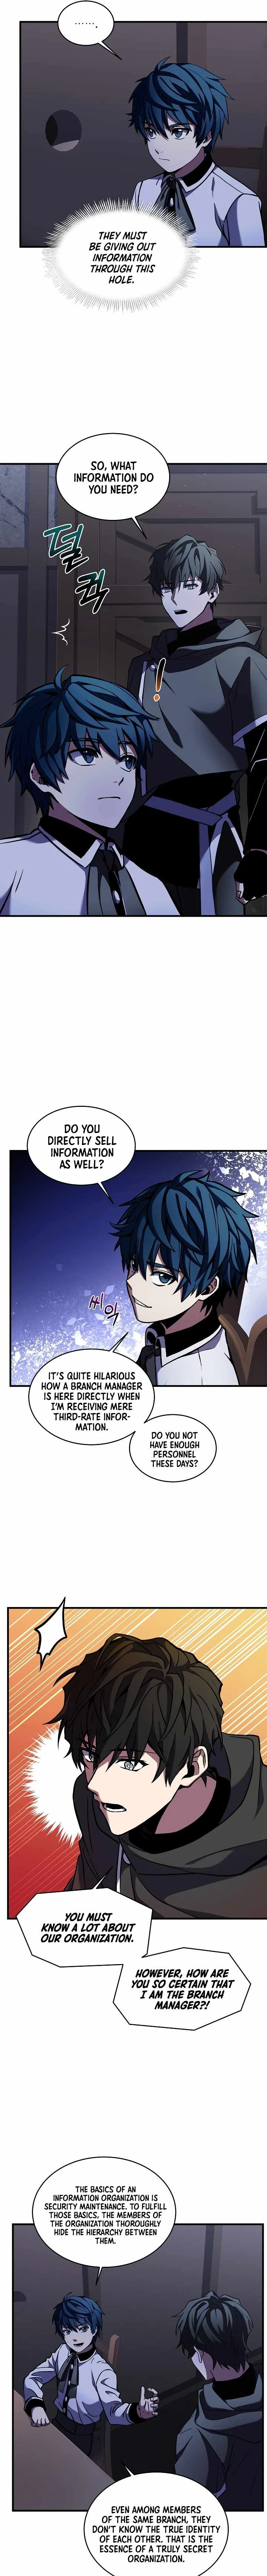 .......
THEY MUST
BE GIVING OUT
INFORMATION
THROUGH THIS
HOLE.
SO, WHAT
INFORMATION DO
YOU NEED?
덜
컥
!
DO YOU
DIRECTLY SELL
INFORMATION
AS WELL?
씨익
IT'S QUITE HILARIOUS
HOW A BRANCH MANAGER
IS HERE DIRECTLY WHEN
I'M RECEIVING MERE
THIRD-RATE INFOR-
MATION.
DO YOU NOT
HAVE ENOUGH
PERSONNEL
THESE DAYS?
YOU MUST
KNOW A LOT ABOUT
OUR ORGANIZATION.
HOWEVER, HOW ARE
YOU SO CERTAIN THAT
I AM THE BRANCH
MANAGER?!
THE BASICS OF AN
INFORMATION ORGANIZATION IS
SECURITY MAINTENANCE. TO FULFILL
THOSE BASICS, THE MEMBERS OF
THE ORGANIZATION THOROUGHLY
HIDE THE HIERARCHY BETWEEN
THEM.
EVEN AMONG MEMBERS
OF THE SAME BRANCH, THEY
DON'T KNOW THE TRUE IDENTITY
OF EACH OTHER. THAT IS THE
ESSENCE OF A TRULY SECRET
ORGANIZATION.